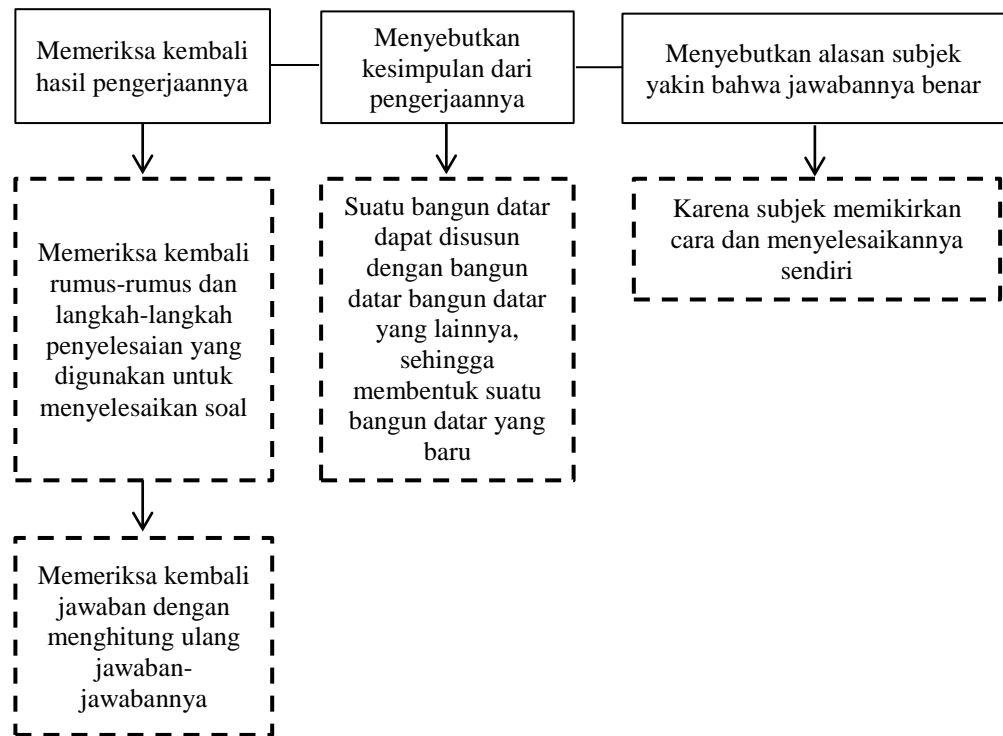 Memeriksa kembali
hasil pengerjaannya
Menyebutkan
kesimpulan dari
pengerjaannya
Menyebutkan alasan subjek
yakin bahwa jawabannya benar
Memeriksa kembali
rumus-rumus dan
langkah-langkah
penyelesaian yang
digunakan untuk
menyelesaikan soal
Suatu bangun datar
dapat disusun
dengan bangun
datar bangun datar
yang lainnya,
sehingga
membentuk suatu
bangun datar yang
baru
Karena subjek memikirkan
cara dan menyelesaikannya
sendiri
Memeriksa kembali
jawaban dengan
menghitung ulang
jawaban-
jawabannya